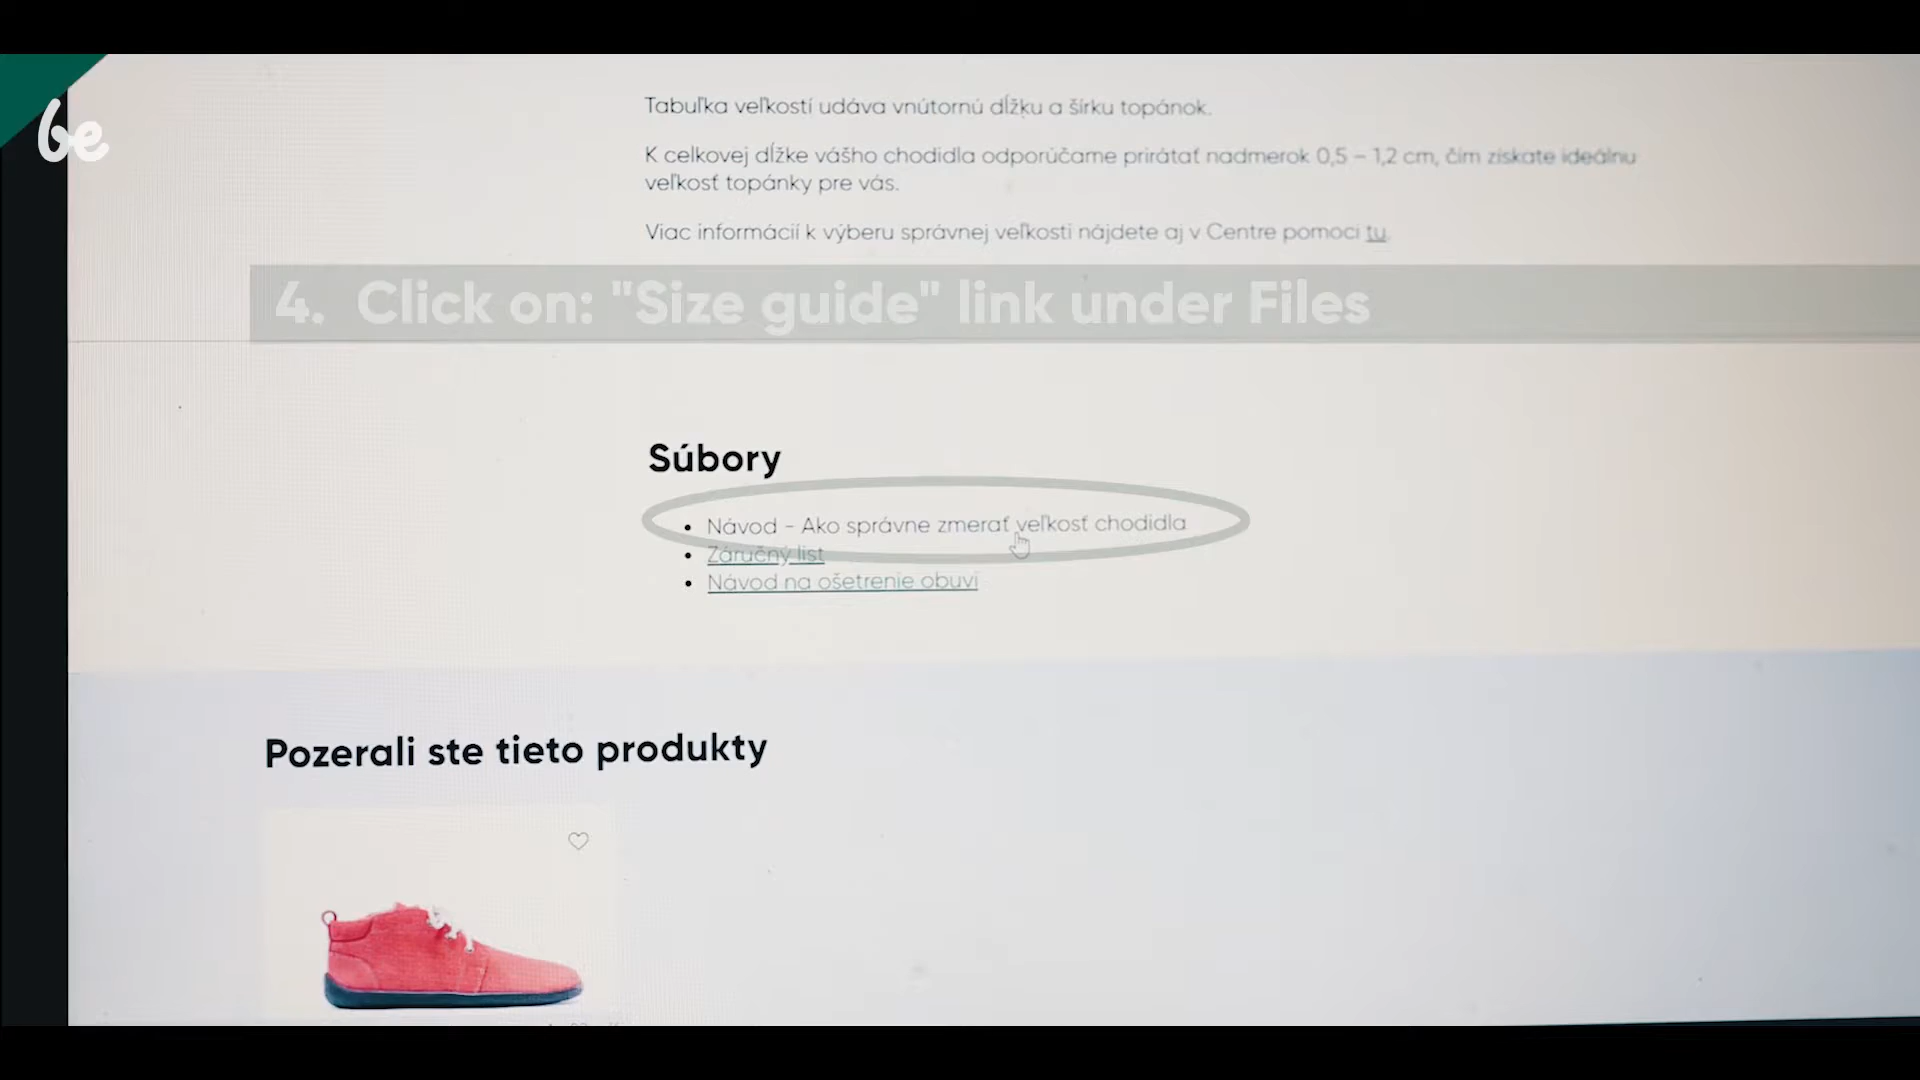 be
Tabuľka veľkostí udáva vnútornú dĺžku a šírku topánok.
K celkovej dĺžke vášho chodidla odporúčame prirátať nadmerok 0,5 – 1,2 cm, čím získate ideálnu
veľkosť topánky pre vás.
Viac informácií k výberu správnej veľkosti nájdete aj v Centre pomoci tu.
4. Click on: "Size guide" link under Files
Súbory
Návod - Ako správne zmerať veľkosť chodidla
Záručný list
Návod na ošetrenie obuvi
Pozerali ste tieto produkty